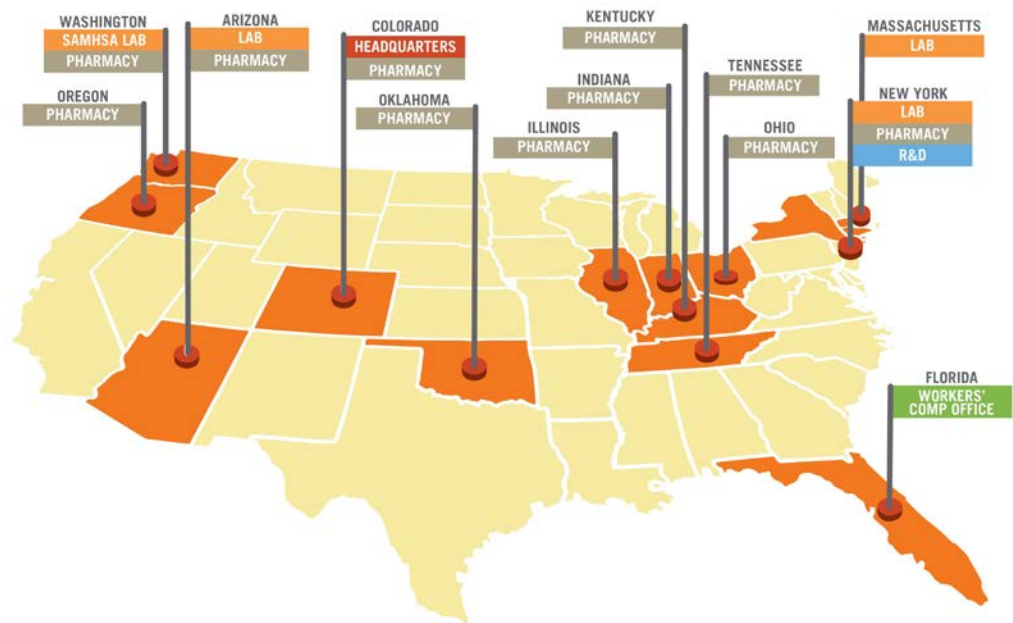 WASHINGTON
SAMHSA LAB
PHARMACY
OREGON
PHARMACY
ARIZONA
LAB
PHARMACY
COLORADO
HEADQUARTERS
PHARMACY
OKLAHOMA
PHARMACY
ILLINOIS
PHARMACY
INDIANA
PHARMACY
KENTUCKY
PHARMACY
TENNESSEE
PHARMACY
OHIO
PHARMACY
MASSACHUSETTS
LAB
NEW YORK
LAB
PHARMACY
R&D
FLORIDA
WORKERS'
COMP OFFICE